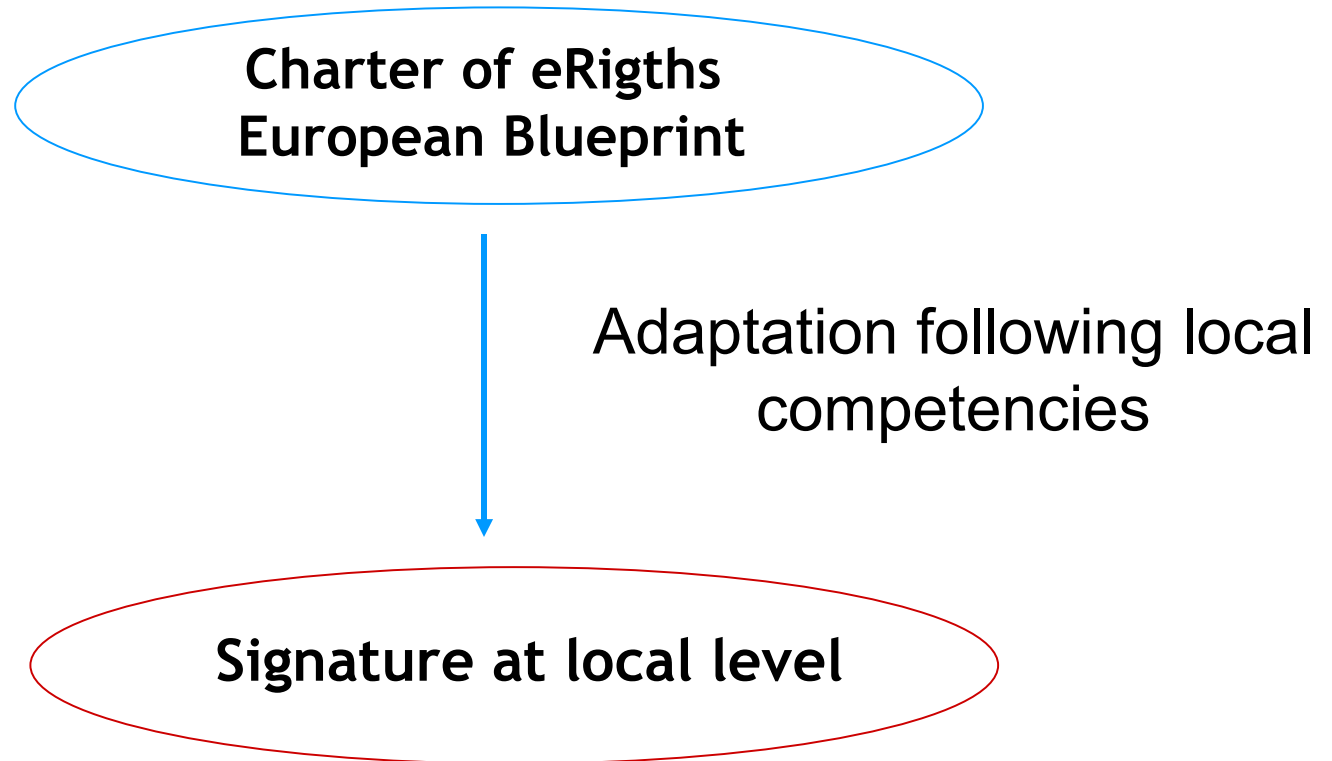 Charter of eRigths
European Blueprint
Adaptation following local
competencies
Signature at local level